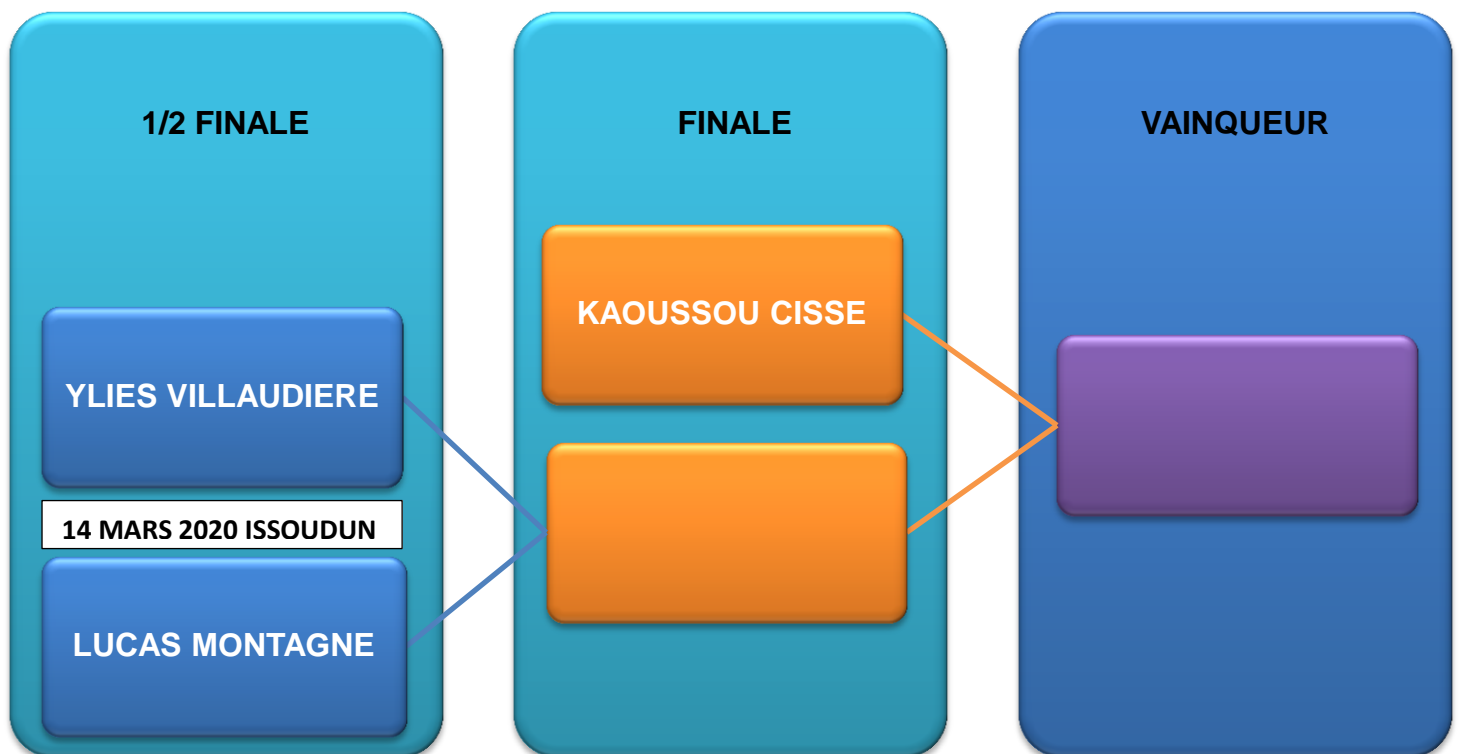 1/2 FINALE
FINALE
VAINQUEUR
KAOUSSOU CISSE
YLIES VILLAUDIERE
14 MARS 2020 ISSOUDUN
LUCAS MONTAGNE